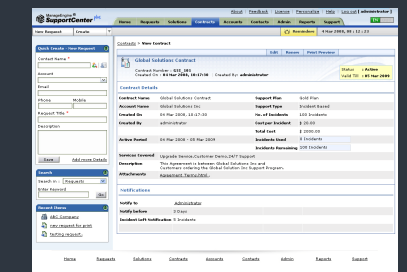 ManageEngine
SupportCenter plus
About | Feedback | License | Personalize | Help | Log out [ administrator ]
Home Requests Solutions Contracts Accounts Contacts Admin Reports Support
New Request Create
Reminders 4 Mar 2008, 08 : 12 : 23
Contracts > View Contract
Quick Create - New Request
Contact Name *
Account
Email
Phone Mobile
Request Title *
Description
Save Add more Details
Search
Search in : Requests
Enter Keyword
Go
Recent Items
ABC Company
new request for print
testing request.
Edit Renew Print Preview
Global Solutions Contract
Contract Number : GSI_503
Created On : 04 Mar 2008, 10:17:30 Created By: administrator
Status : Active
Valid Till : 05 Mar 2009
Contract Details
Contract Name Global Solutions Contract Support Plan Gold Plan
Account Name Global Solutions Inc Support Type Incident Based
Created On 04 Mar 2008, 10:17:30 No. of Incidents 100 Incidents
Created By administrator Cost per Incident $ 20.00
Total Cost $ 2000.00
Active Period 04 Mar 2008 - 05 Mar 2009 Incidents Used 0 Incidents
Incidents Remaining 100 Incidents
Services Covered Upgrade Service,Customer Demo,24/7 Support
Description This Agreement is between Global Solutions Inc and
Customers ordering the Global Solution Inc Support Program.
Attachments Agreement Terms.html,
Notifications
Notify to Administrator
Notify before 3 Days
Incident Left Notification 5 Incidents
Home Requests Solutions Contracts Accounts Contacts Admin Reports Support